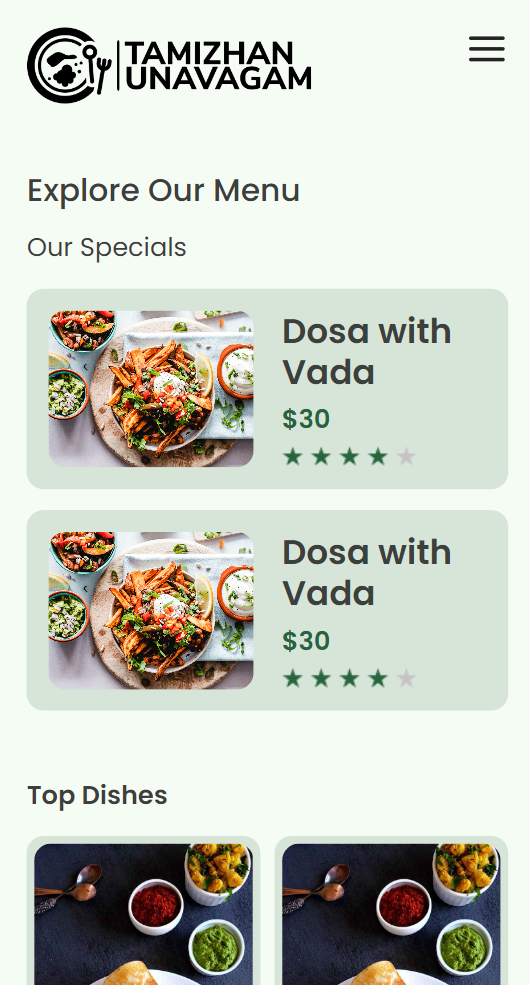 TAMIZHAN
UNAVAGAM
Explore Our Menu
Our Specials
Dosa with
Vada
$30
Dosa with
Vada
$30
Top Dishes